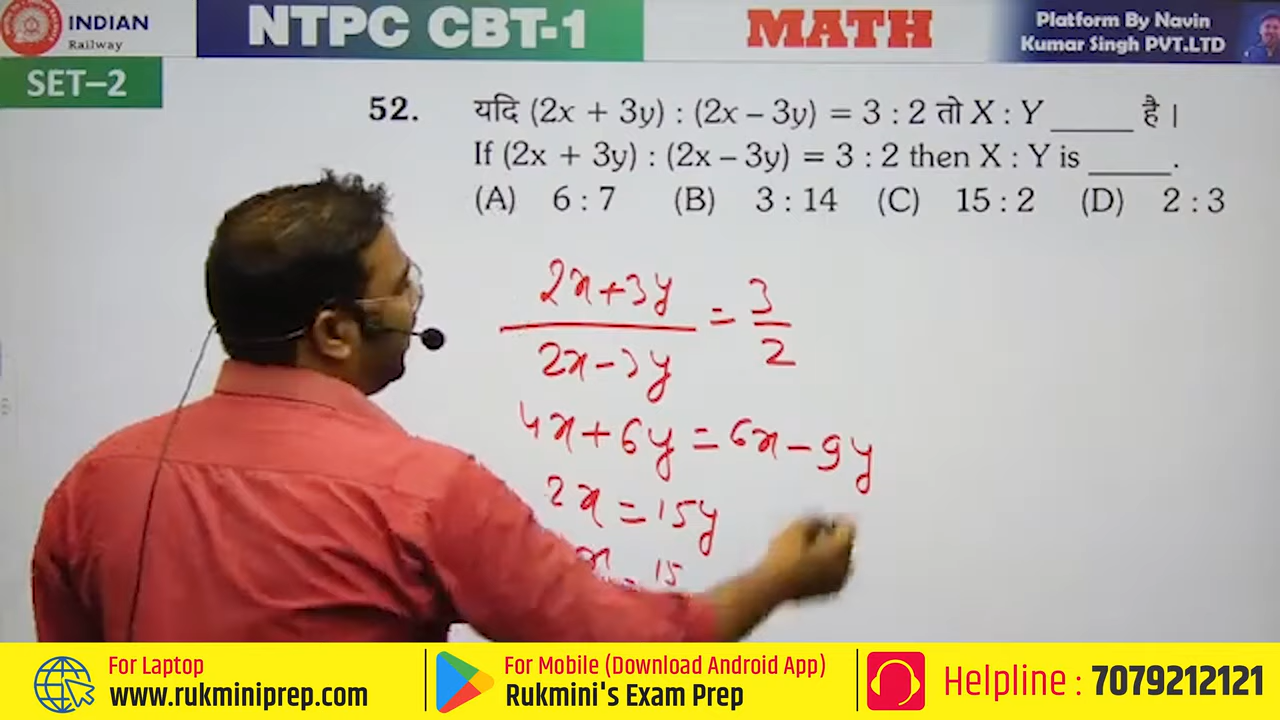 INDIAN
Railway
NTPC CBT-1
MATH
Platform By Navin
Kumar Singh PVT.LTD
SET–2
52. यदि (2x + 3y) : (2x – 3y) = 3 : 2 तो X : Y _____ है।
If (2x + 3y) : (2x – 3y) = 3 : 2 then X : Y is _____.
(A) 6 : 7 (B) 3 : 14 (C) 15 : 2 (D) 2 : 3
2x+3y / 2x-3y = 3/2
4x+6y = 6x-9y
2x = 15y
x = 15
For Laptop
www.rukminiprep.com
For Mobile (Download Android App)
Rukmini's Exam Prep
Helpline : 7079212121